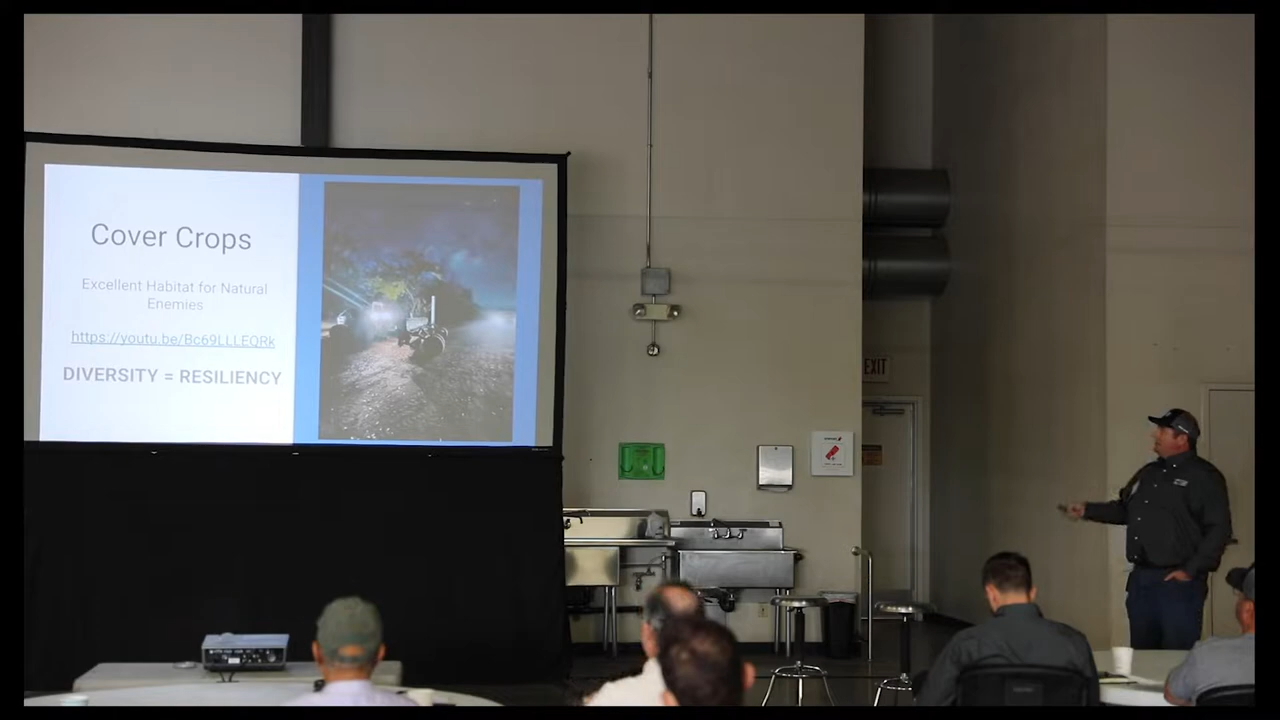 Cover Crops
Excellent Habitat for Natural
Enemies
https://youtu.be/Bc69LLLEQRk
DIVERSITY = RESILIENCY
EXIT